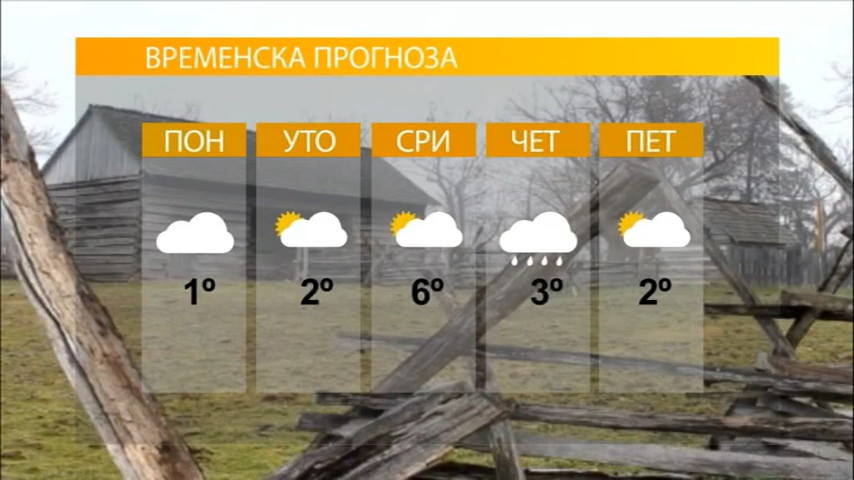 ВРЕМЕНСКА ПРОГНОЗА
ПОН УТО СРИ ЧЕТ ПЕТ
1º 2º 6º 3º 2º